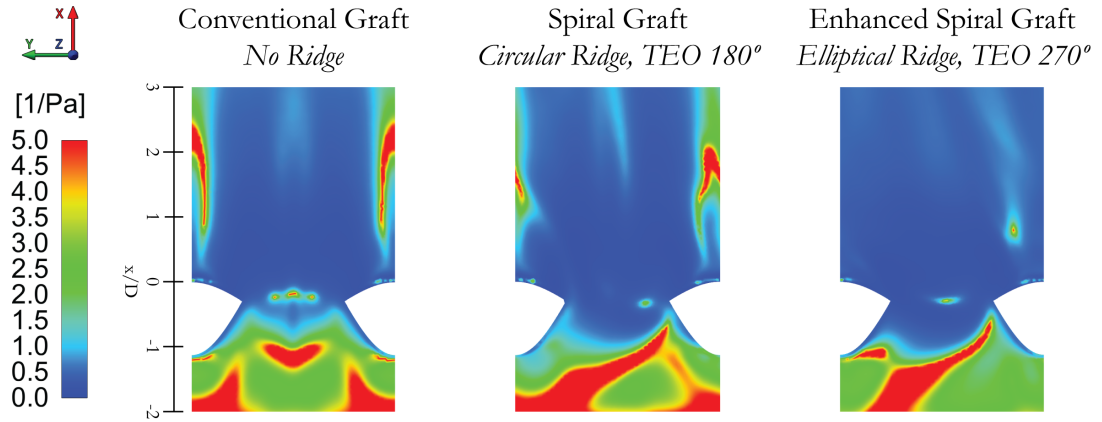 X
Y
Z
Conventional Graft
No Ridge
Spiral Graft
Circular Ridge, TEO 180º
Enhanced Spiral Graft
Elliptical Ridge, TEO 270º
[1/Pa]
5.0
4.5
4.0
3.5
3.0
2.5
2.0
1.5
1.0
0.5
0.0
3
2
1
0
-1
-2
x/D